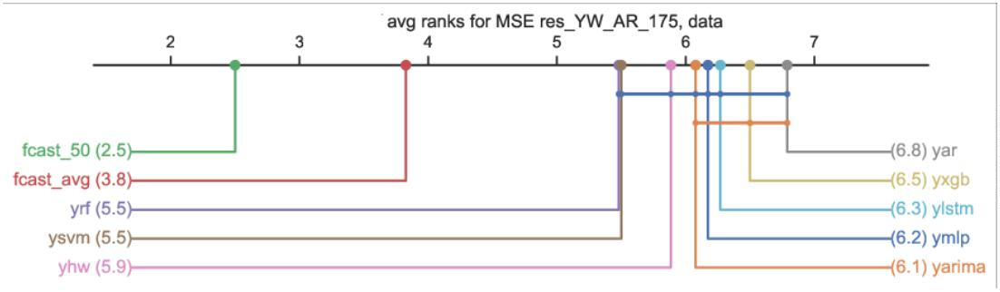 avg ranks for MSE res_YW_AR_175, data
2 3 4 5 6 7
fcast_50 (2.5) (6.8) yar
fcast_avg (3.8) (6.5) yxgb
yrf (5.5) (6.3) ylstm
ysvm (5.5) (6.2) ymlp
yhw (5.9) (6.1) yarima